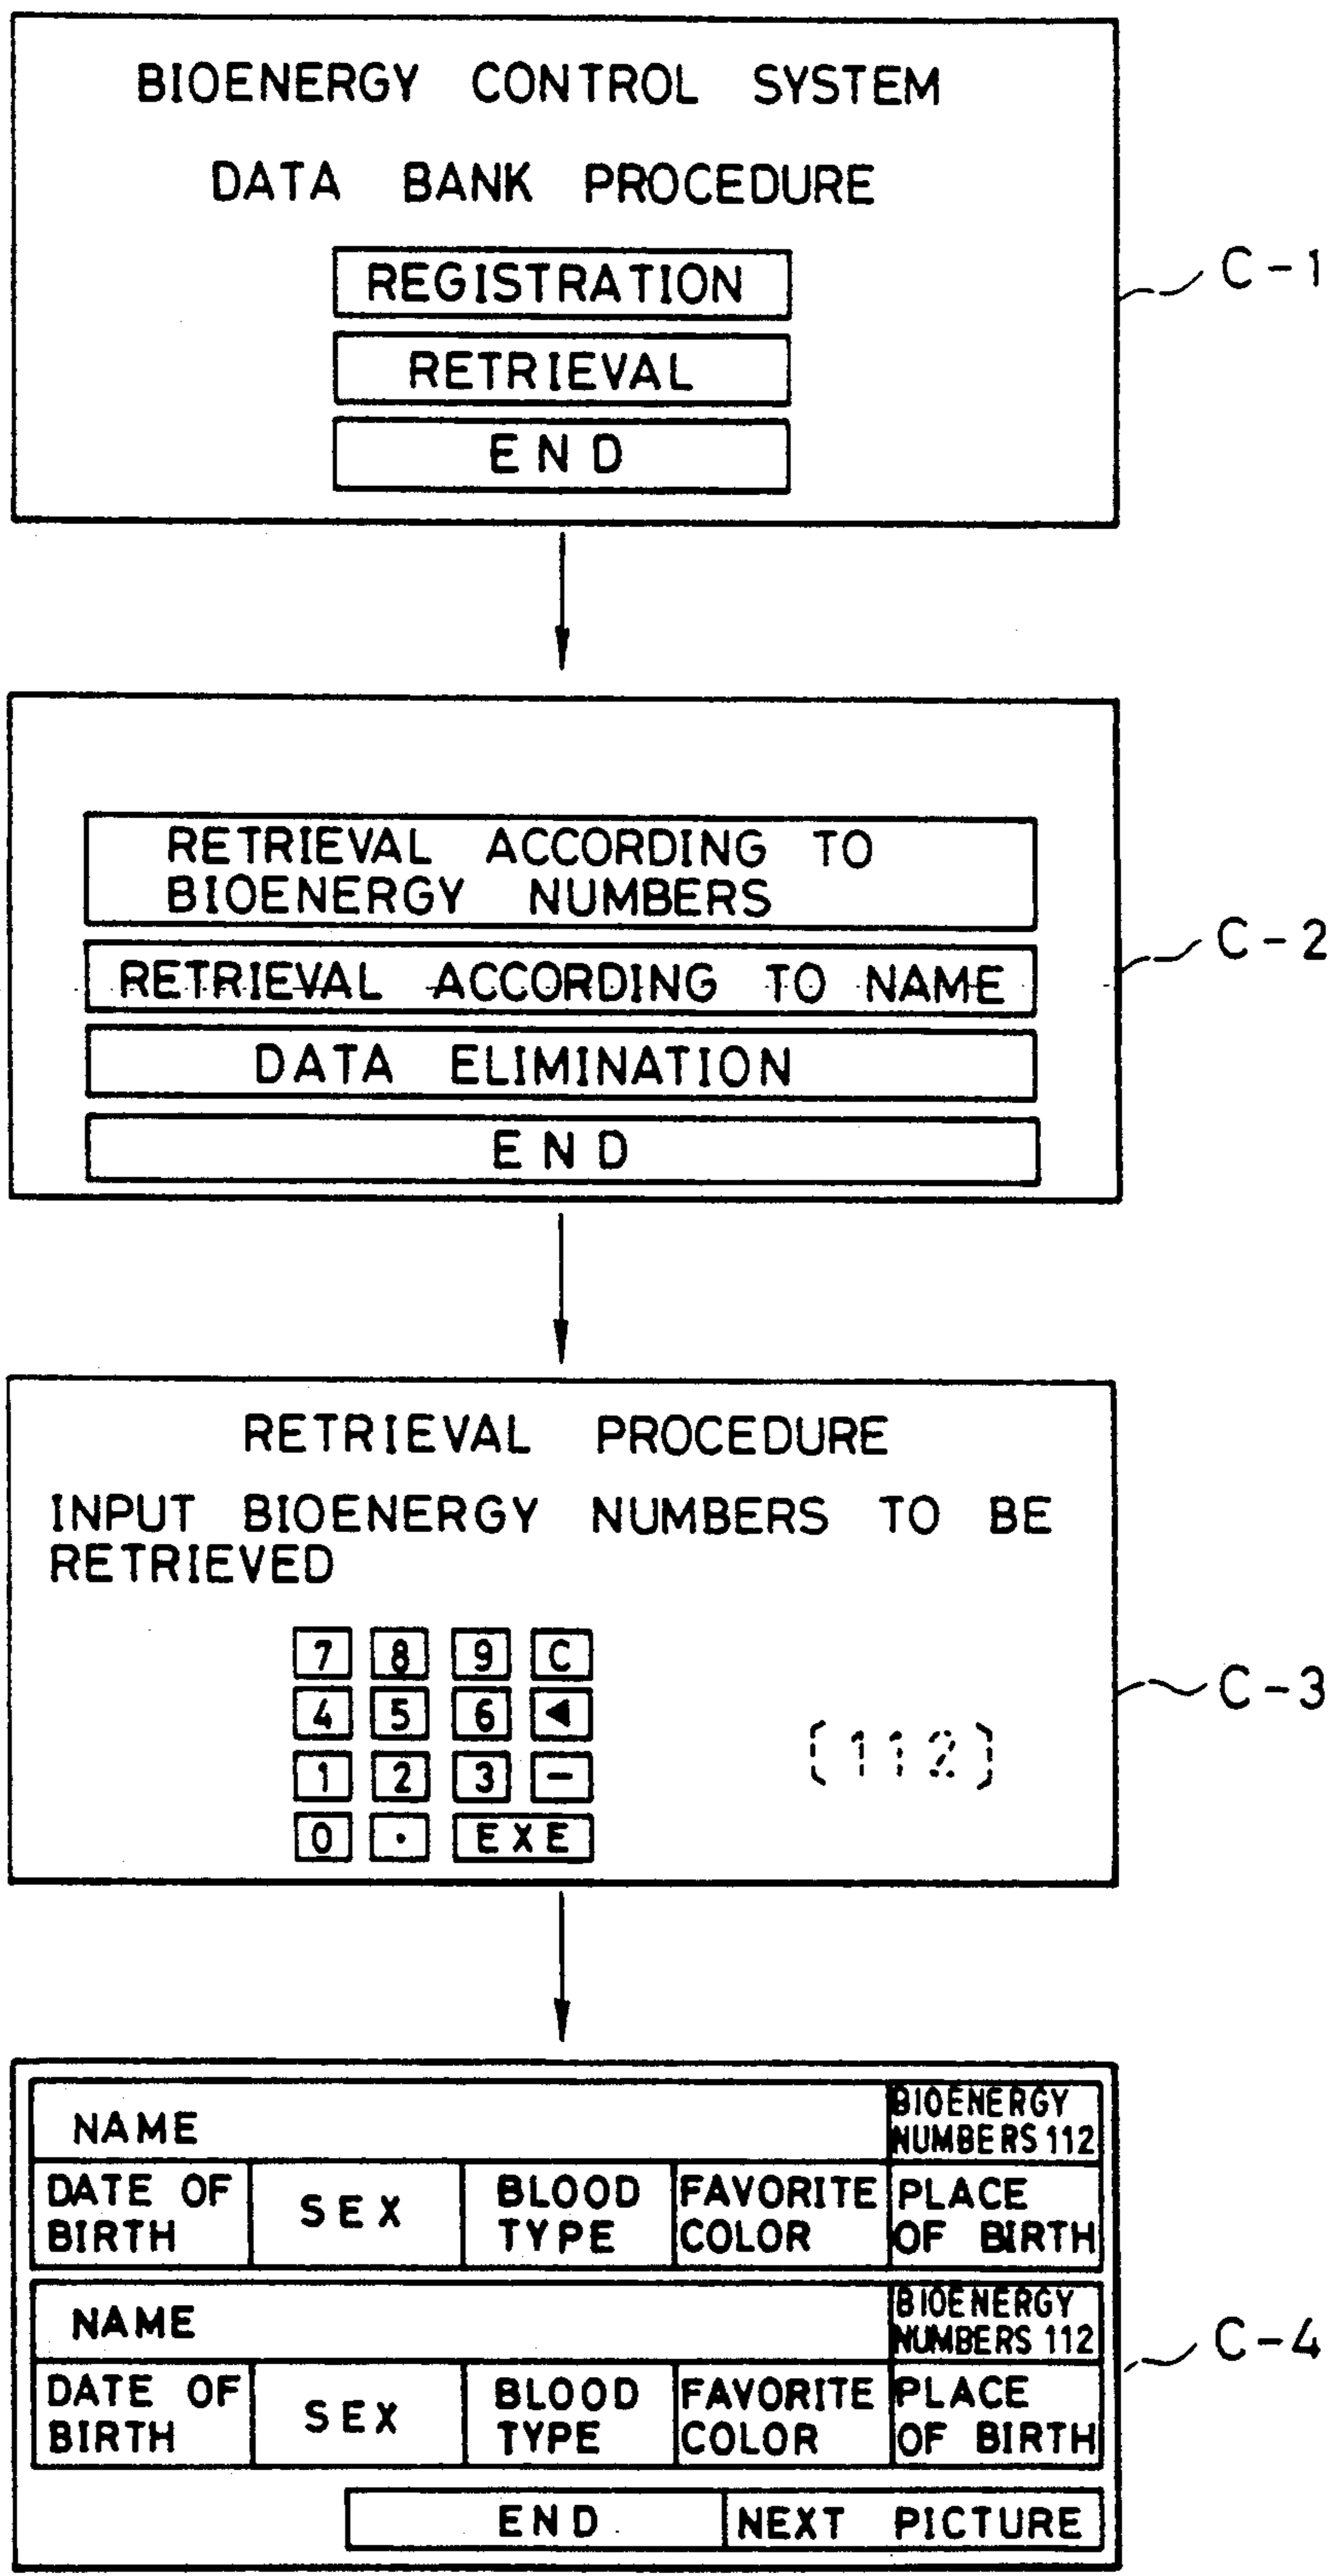 BIOENERGY CONTROL SYSTEM
DATA BANK PROCEDURE
REGISTRATION
RETRIEVAL
END
C-1
RETRIEVAL ACCORDING TO
BIOENERGY NUMBERS
RETRIEVAL ACCORDING TO NAME
DATA ELIMINATION
END
C-2
RETRIEVAL PROCEDURE
INPUT BIOENERGY NUMBERS TO BE
RETRIEVED
7 8 9 C
4 5 6 ◀
1 2 3 -
0 . EXE
[112]
C-3
NAME
BIOENERGY
NUMBERS 112
DATE OF
BIRTH
SEX
BLOOD
TYPE
FAVORITE
COLOR
PLACE
OF BIRTH
NAME
BIOENERGY
NUMBERS 112
DATE OF
BIRTH
SEX
BLOOD
TYPE
FAVORITE
COLOR
PLACE
OF BIRTH
END
NEXT PICTURE
C-4